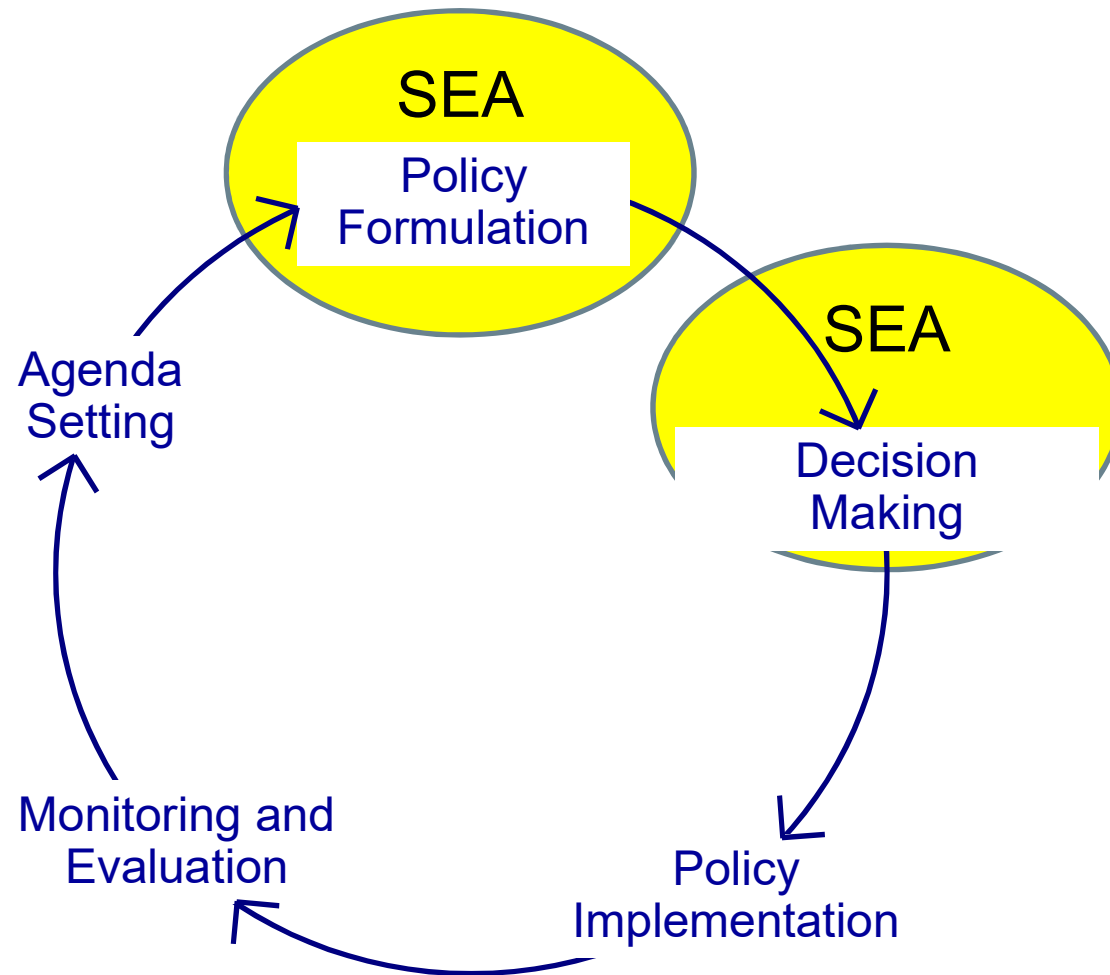 SEA
Policy
Formulation
SEA
Decision
Making
Agenda
Setting
Monitoring and
Evaluation
Policy
Implementation